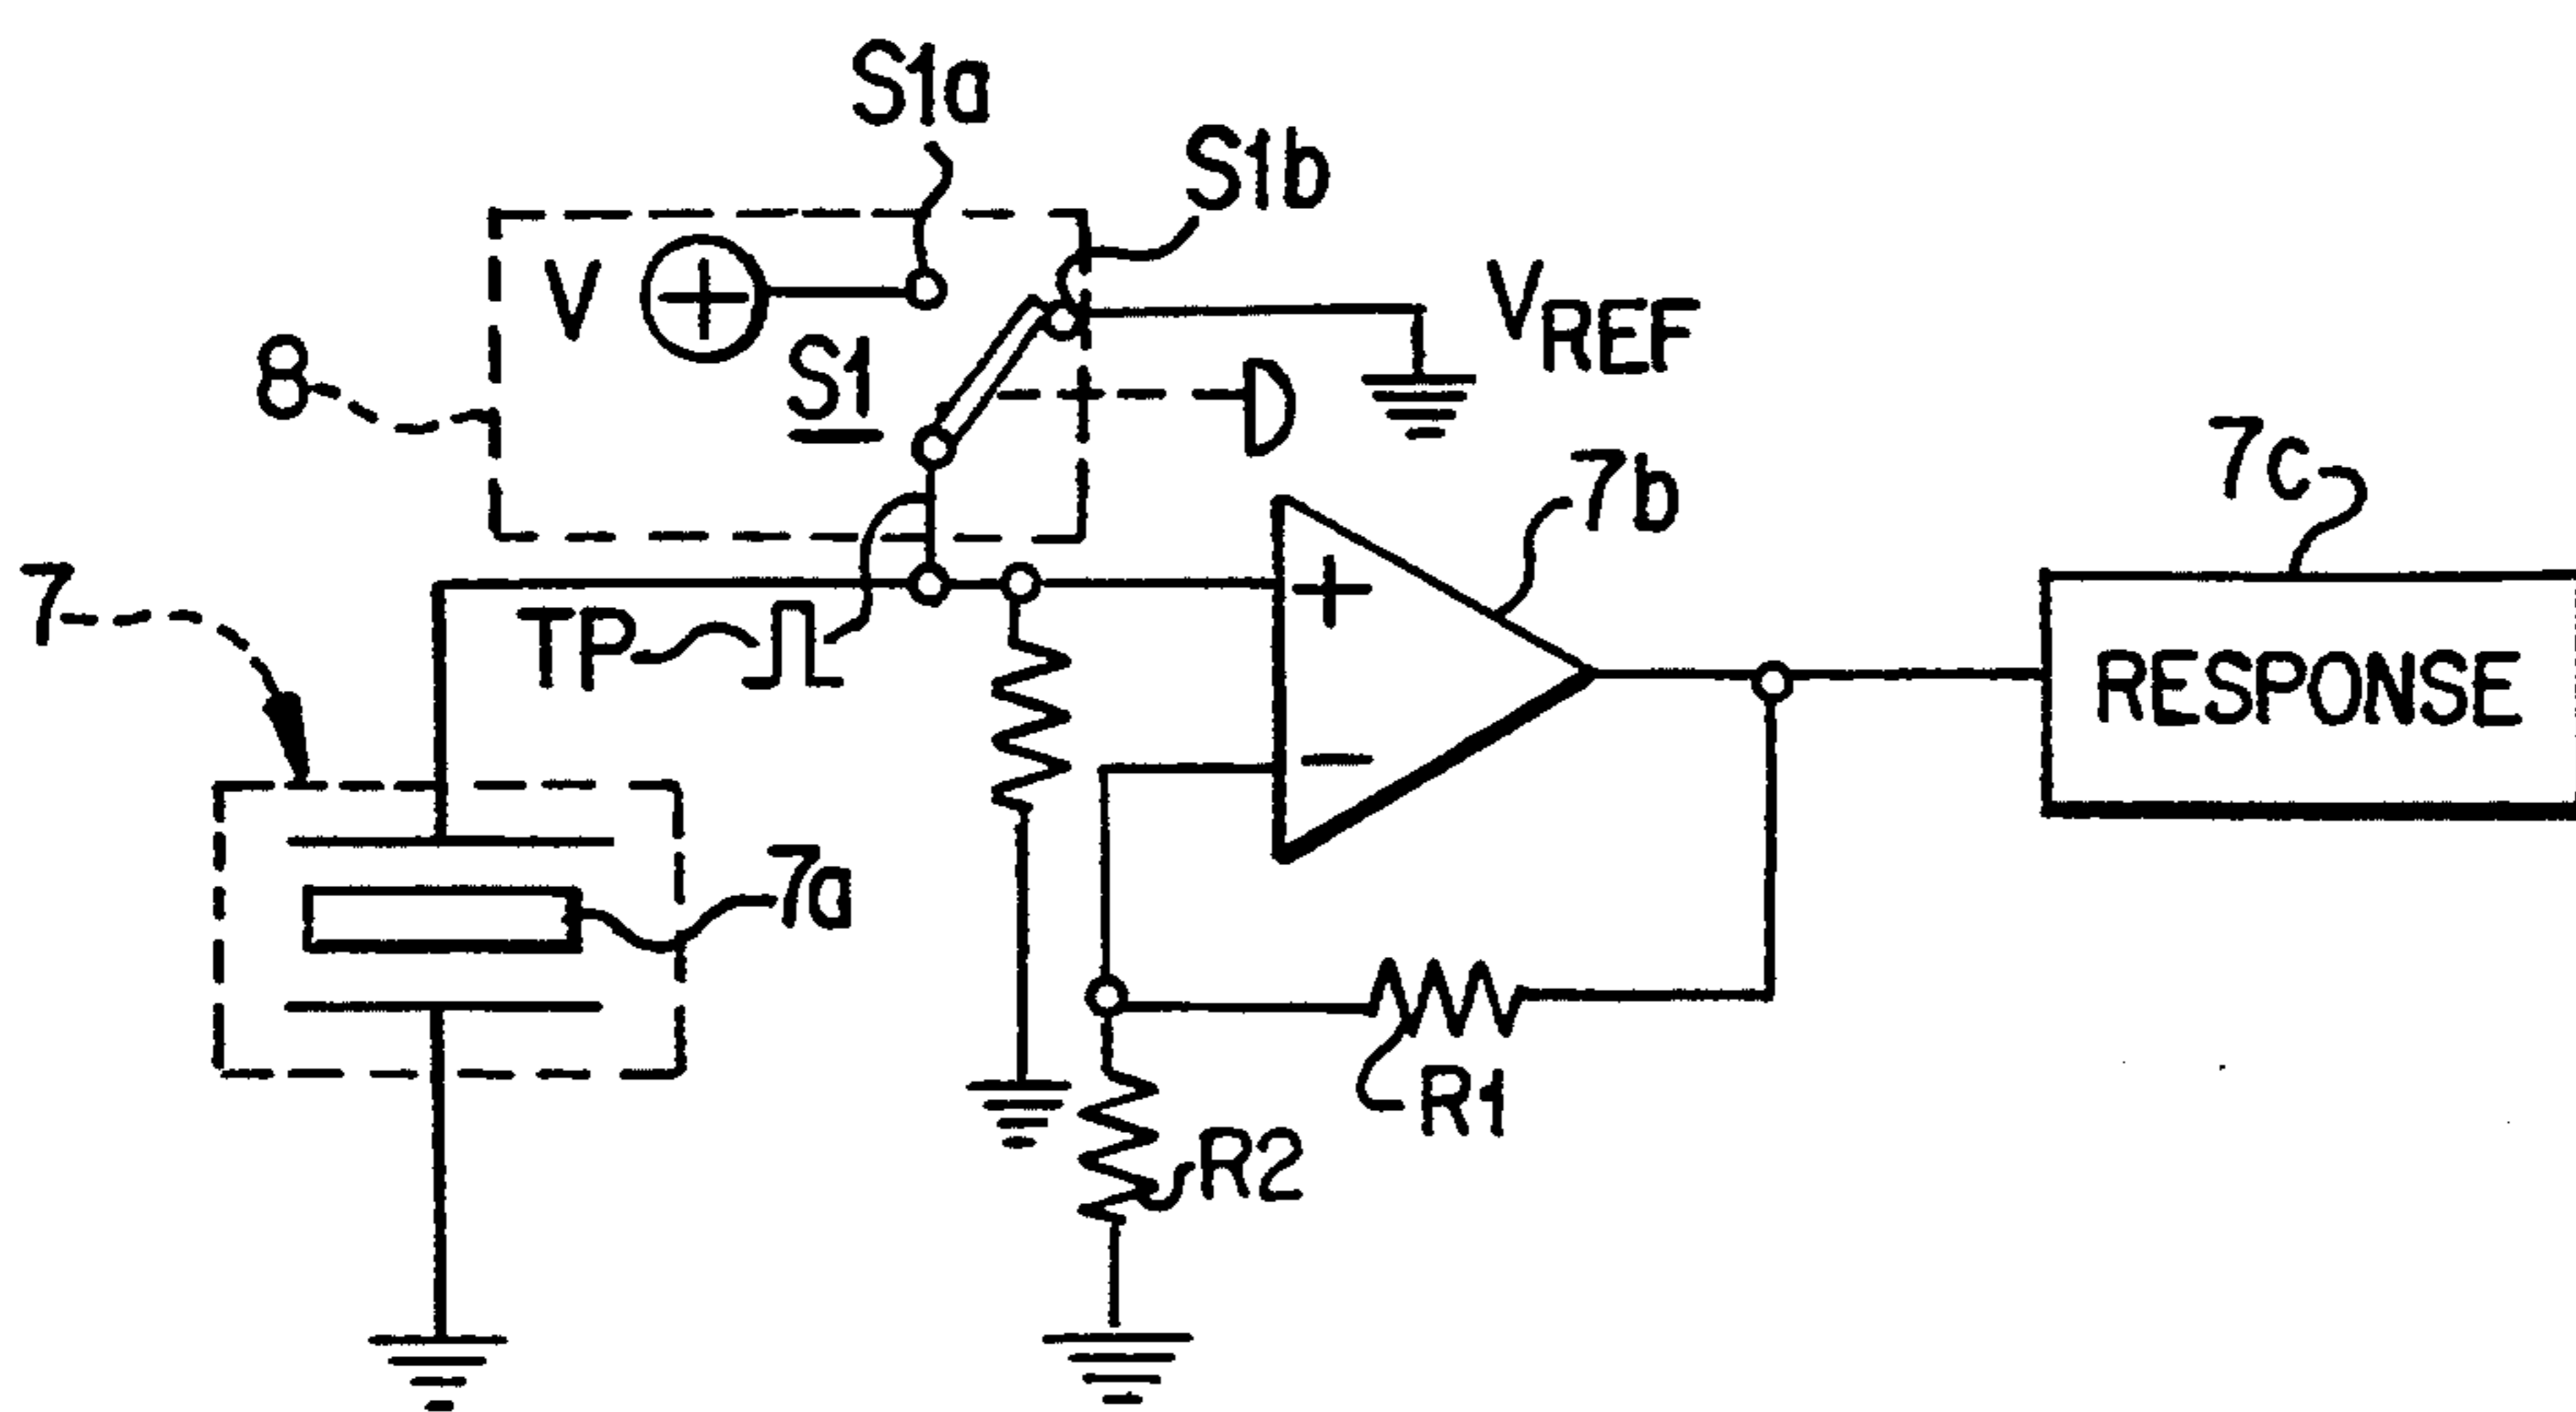 S1a
S1b
V
VREF
S1
8
7b
7c
7
TP
+
RESPONSE
−
7a
R1
R2